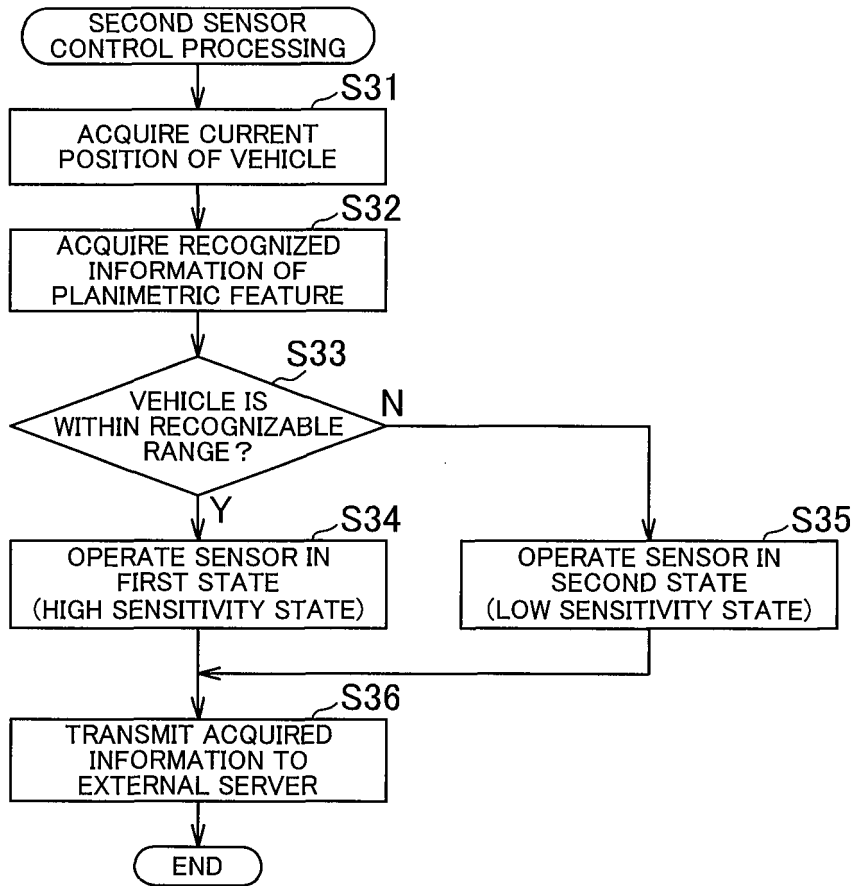 SECOND SENSOR
CONTROL PROCESSING
S31
ACQUIRE CURRENT
POSITION OF VEHICLE
S32
ACQUIRE RECOGNIZED
INFORMATION OF
PLANIMETRIC FEATURE
S33
VEHICLE IS
WITHIN RECOGNIZABLE
RANGE?
N
Y
S34
OPERATE SENSOR IN
FIRST STATE
(HIGH SENSITIVITY STATE)
S35
OPERATE SENSOR IN
SECOND STATE
(LOW SENSITIVITY STATE)
S36
TRANSMIT ACQUIRED
INFORMATION TO
EXTERNAL SERVER
END